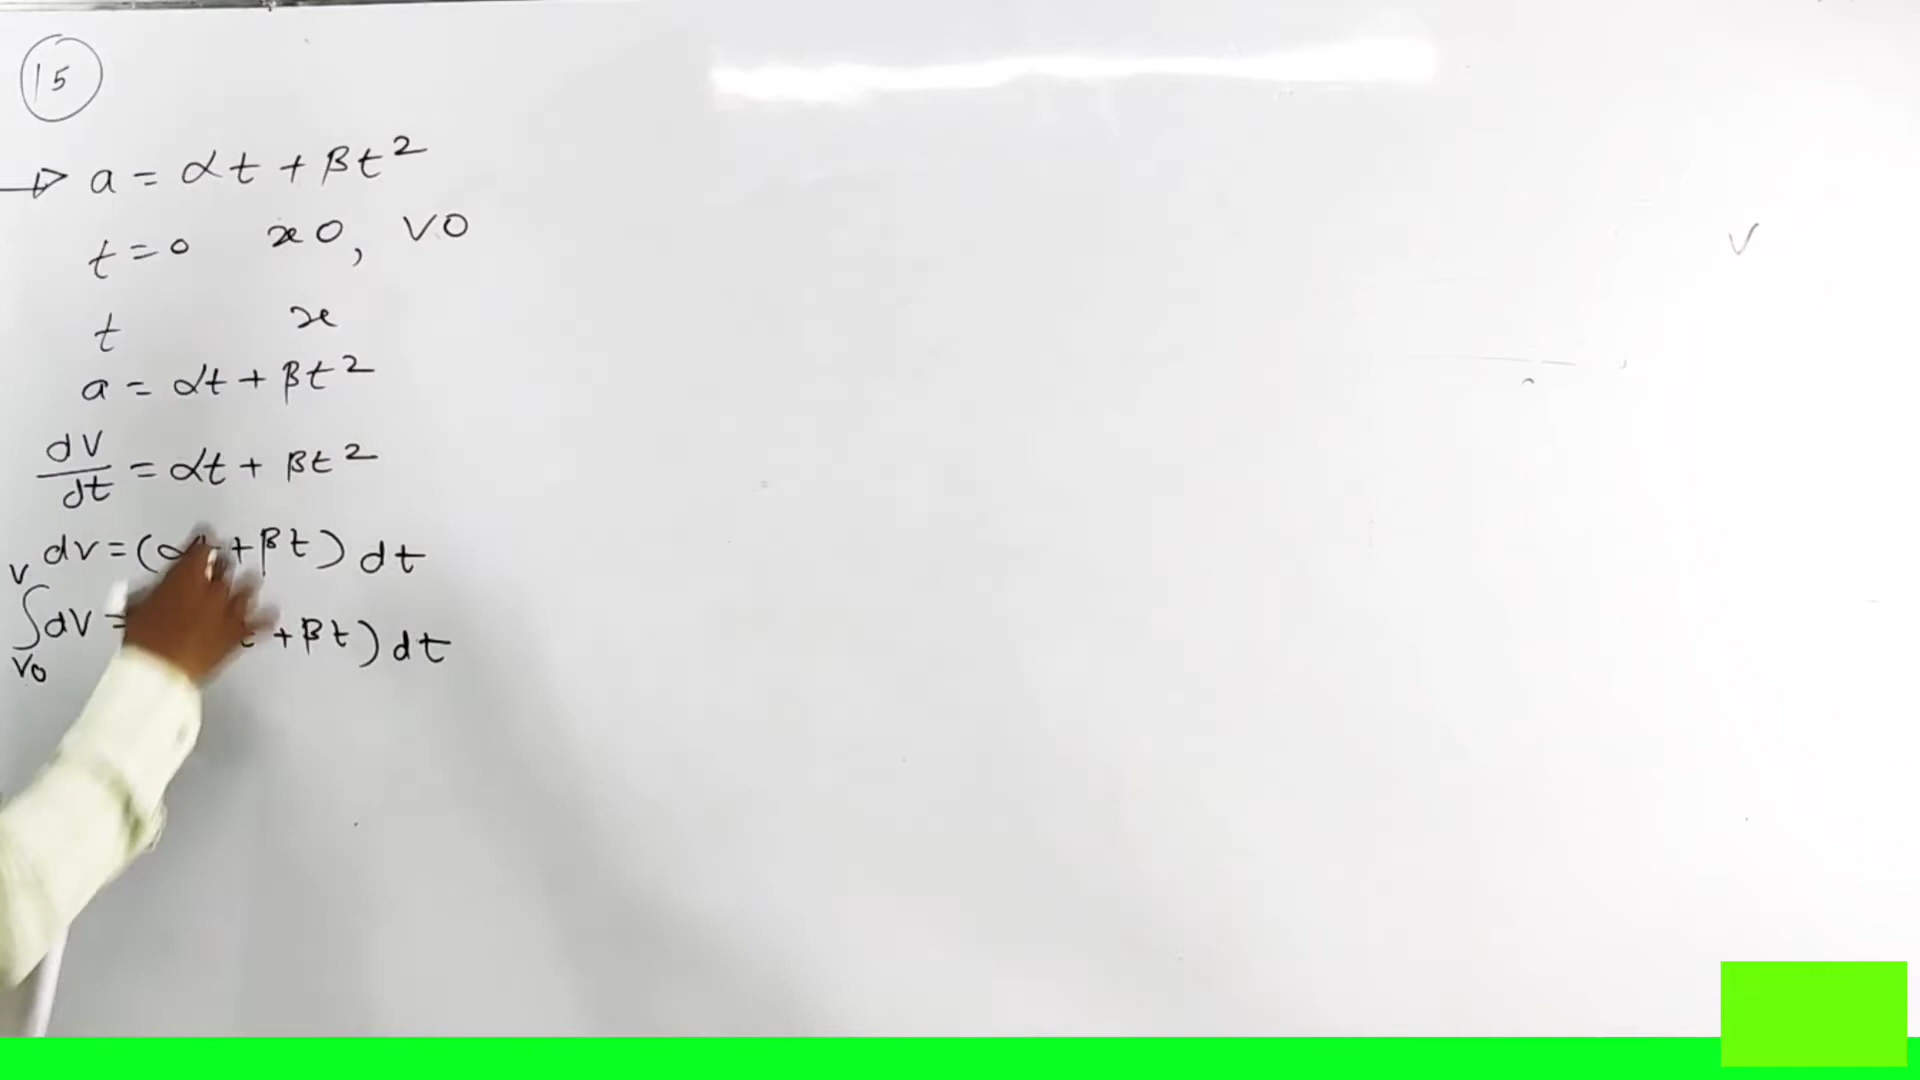 15
→ a = αt + βt²
t = 0 x0, v0
t x
a = αt + βt²
dv/dt = αt + βt²
dv = (α + βt) dt
∫dv = t + βt) dt
v
v0
V